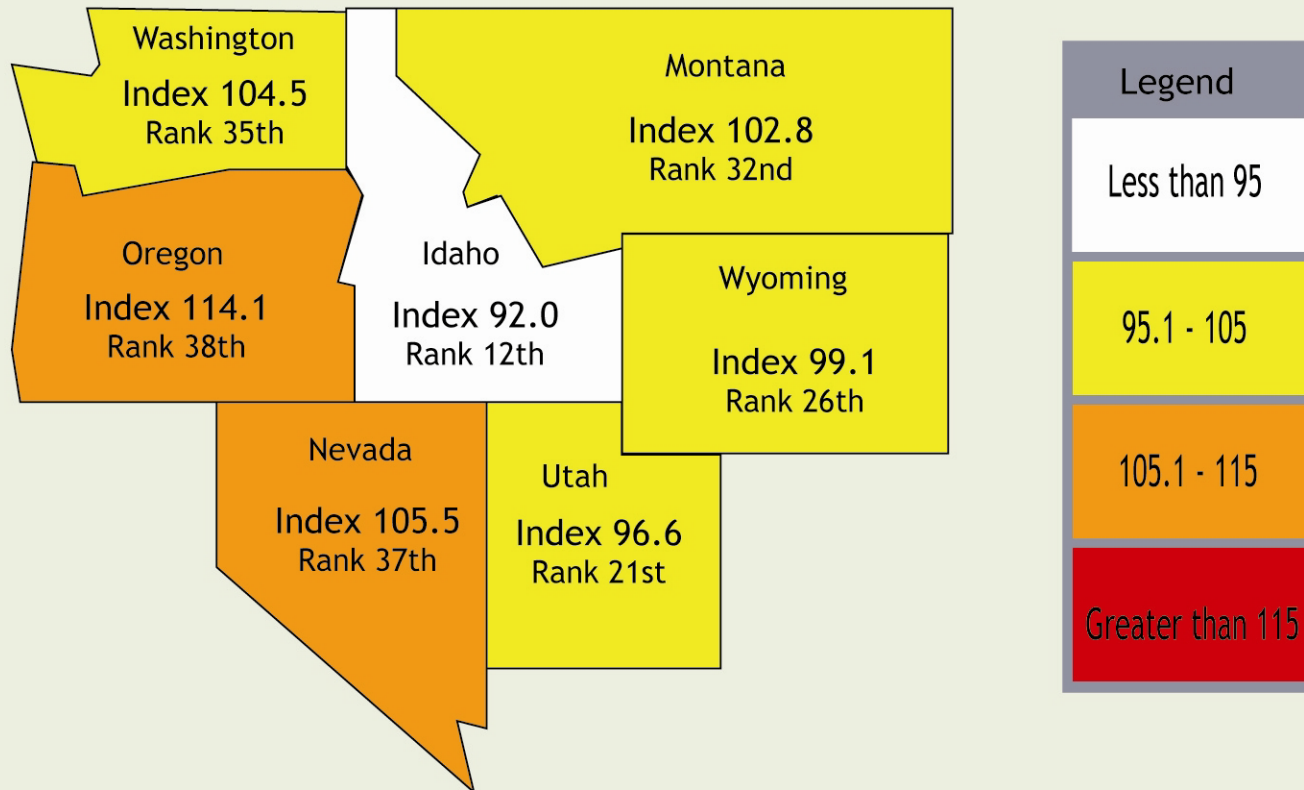 Washington
Index 104.5
Rank 35th
Montana
Index 102.8
Rank 32nd
Oregon
Index 114.1
Rank 38th
Idaho
Index 92.0
Rank 12th
Wyoming
Index 99.1
Rank 26th
Nevada
Index 105.5
Rank 37th
Utah
Index 96.6
Rank 21st
Legend
Less than 95
95.1 - 105
105.1 - 115
Greater than 115